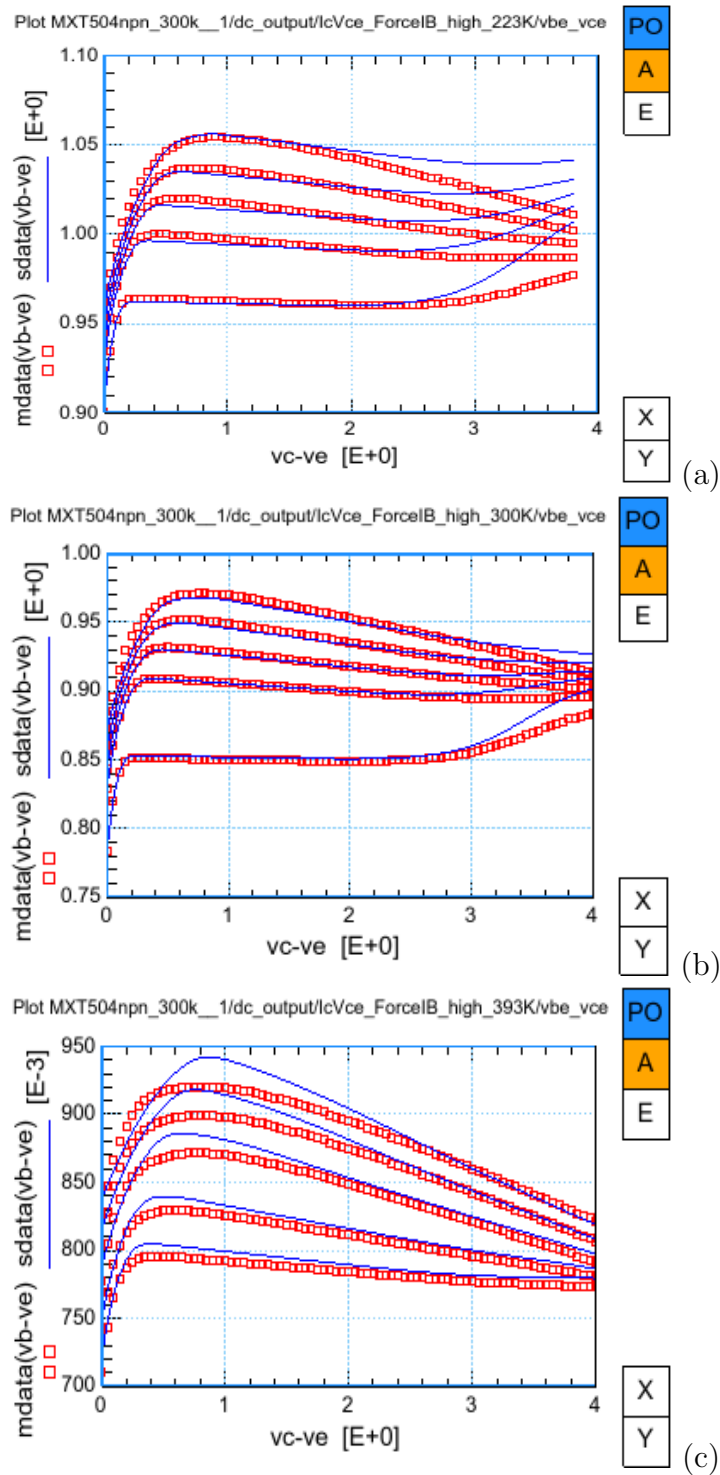 Plot MXT504npn_300k__1/dc_output/IcVce_ForceIB_high_223K/vbe_vce
PO
A
E
mdata(vb-ve) sdata(vb-ve) [E+0]
1.10
1.05
1.00
0.95
0.90
0 1 2 3 4
vc-ve [E+0]
X
Y
(a)
Plot MXT504npn_300k__1/dc_output/IcVce_ForceIB_high_300K/vbe_vce
PO
A
E
mdata(vb-ve) sdata(vb-ve) [E+0]
1.00
0.95
0.90
0.85
0.80
0.75
0 1 2 3 4
vc-ve [E+0]
X
Y
(b)
Plot MXT504npn_300k__1/dc_output/IcVce_ForceIB_high_393K/vbe_vce
PO
A
E
mdata(vb-ve) sdata(vb-ve) [E-3]
950
900
850
800
750
700
0 1 2 3 4
vc-ve [E+0]
X
Y
(c)